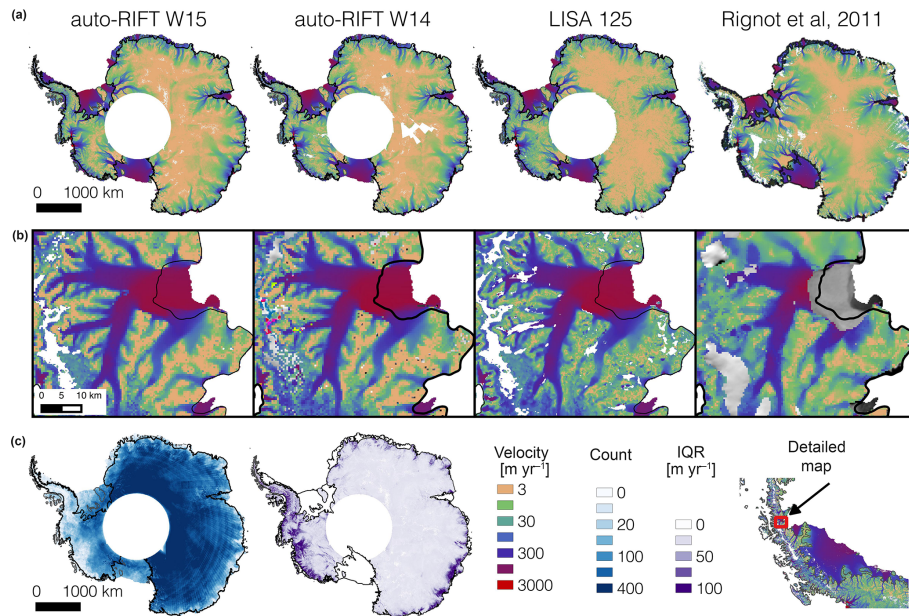 (a)
auto-RIFT W15
auto-RIFT W14
LISA 125
Rignot et al, 2011
0 1000 km
(b)
0 5 10 km
(c)
0 1000 km
Velocity
[m yr⁻¹]
3
30
300
3000
Count
0
20
100
400
IQR
[m yr⁻¹]
0
50
100
Detailed
map